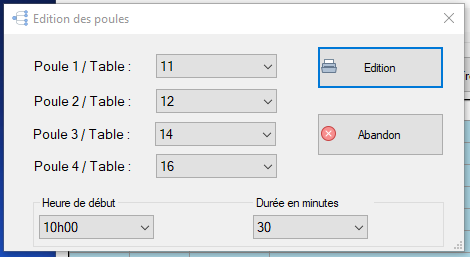 Edition des poules
Poule 1 / Table : 11
Edition
Poule 2 / Table : 12
Poule 3 / Table : 14
Abandon
Poule 4 / Table : 16
Heure de début Durée en minutes
10h00 30